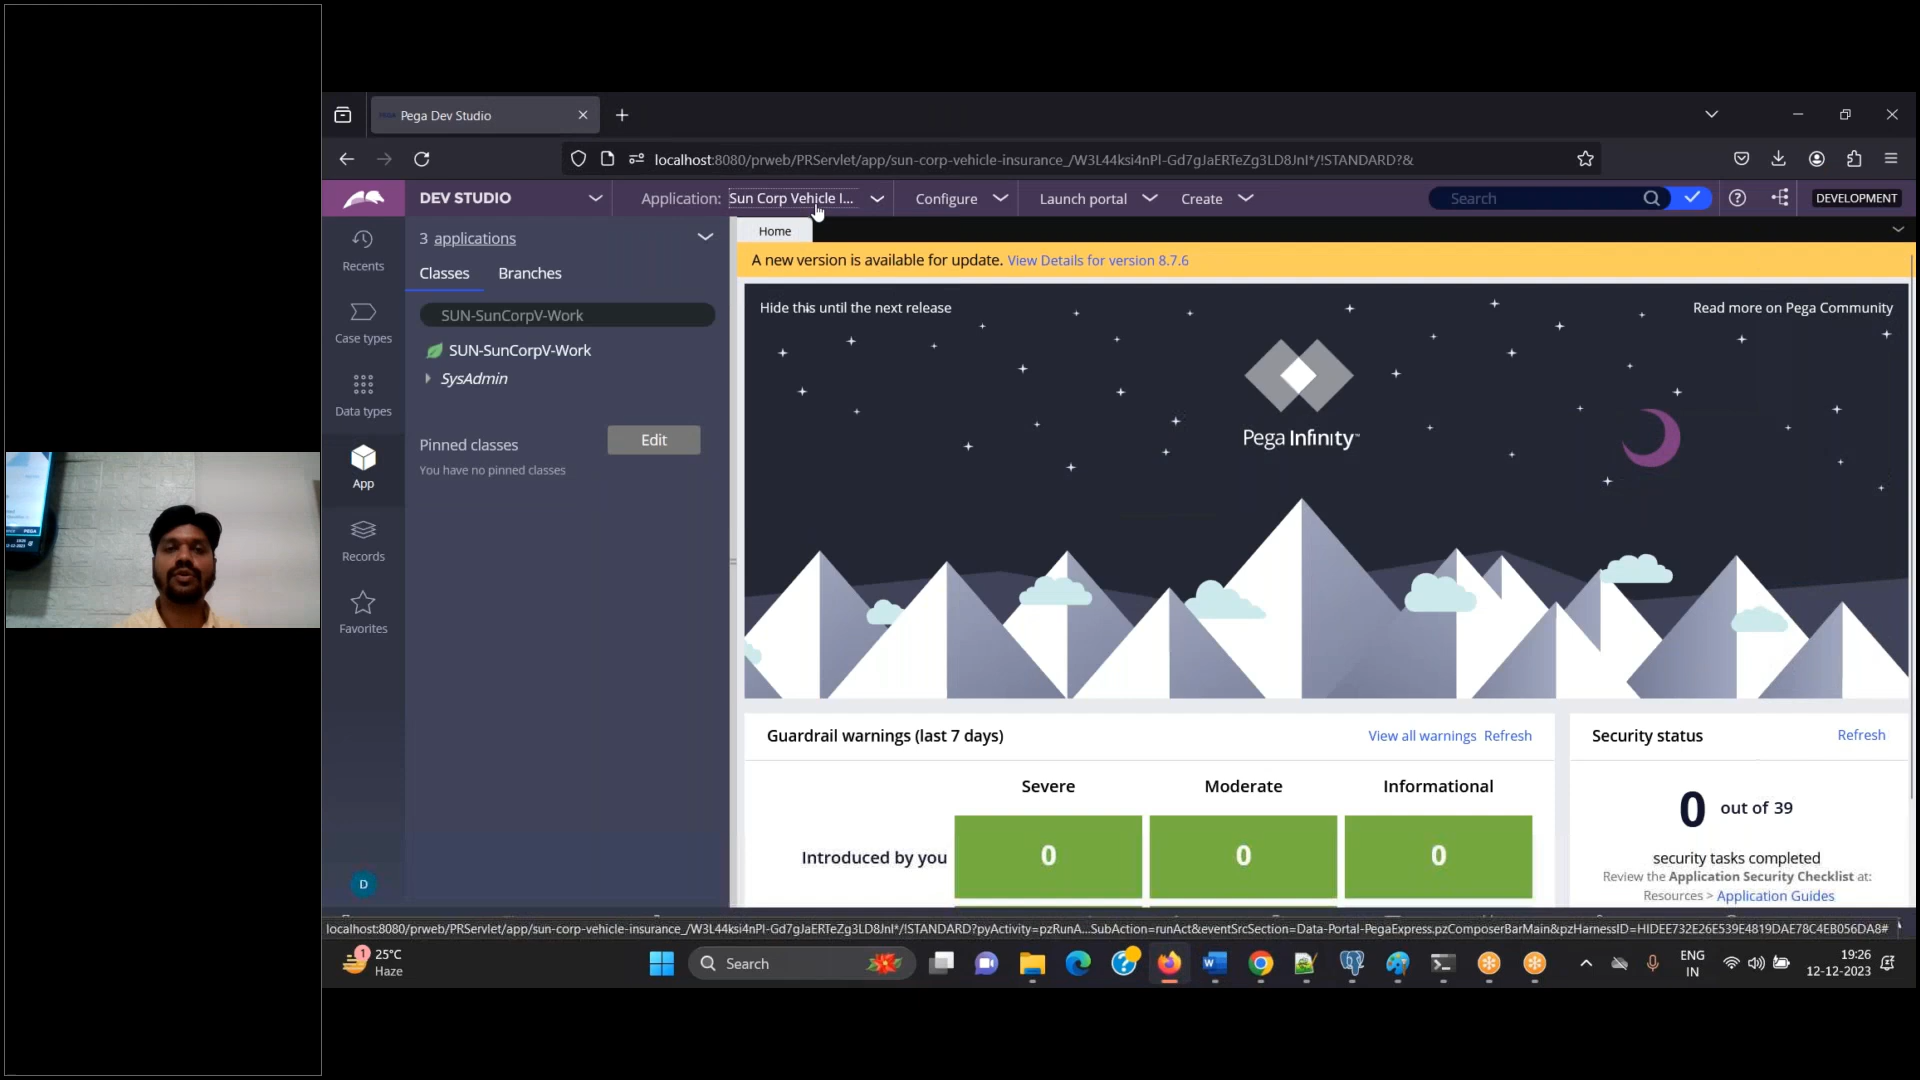 Pega Dev Studio
localhost:8080/prweb/PRServlet/app/sun-corp-vehicle-insurance_/W3L44ksi4nPl-Gd7gJaERTeZg3LD8JnI*/!STANDARD?&
DEV STUDIO
Application: Sun Corp Vehicle I...
Configure
Launch portal
Create
Search
DEVELOPMENT
Recents
Case types
Data types
App
Records
Favorites
D
3 applications
Classes Branches
SUN-SunCorpV-Work
SUN-SunCorpV-Work
SysAdmin
Pinned classes
Edit
You have no pinned classes
Home
A new version is available for update. View Details for version 8.7.6
Hide this until the next release
Read more on Pega Community
Pega Infinity™
Guardrail warnings (last 7 days)
View all warnings Refresh
Severe Moderate Informational
Introduced by you 0 0 0
Security status
Refresh
0 out of 39
security tasks completed
Review the Application Security Checklist at:
Resources > Application Guides
localhost:8080/prweb/PRServlet/app/sun-corp-vehicle-insurance_/W3L44ksi4nPl-Gd7gJaERTeZg3LD8JnI*/!STANDARD?pyActivity=pzRunA...SubAction=runAct&eventSrcSection=Data-Portal-PegaExpress.pzComposerBarMain&pzHarnessID=HIDEE732E26E539E4819DAE78C4EB056DA8#
1
25°C
Haze
Search
ENG
IN
19:26
12-12-2023